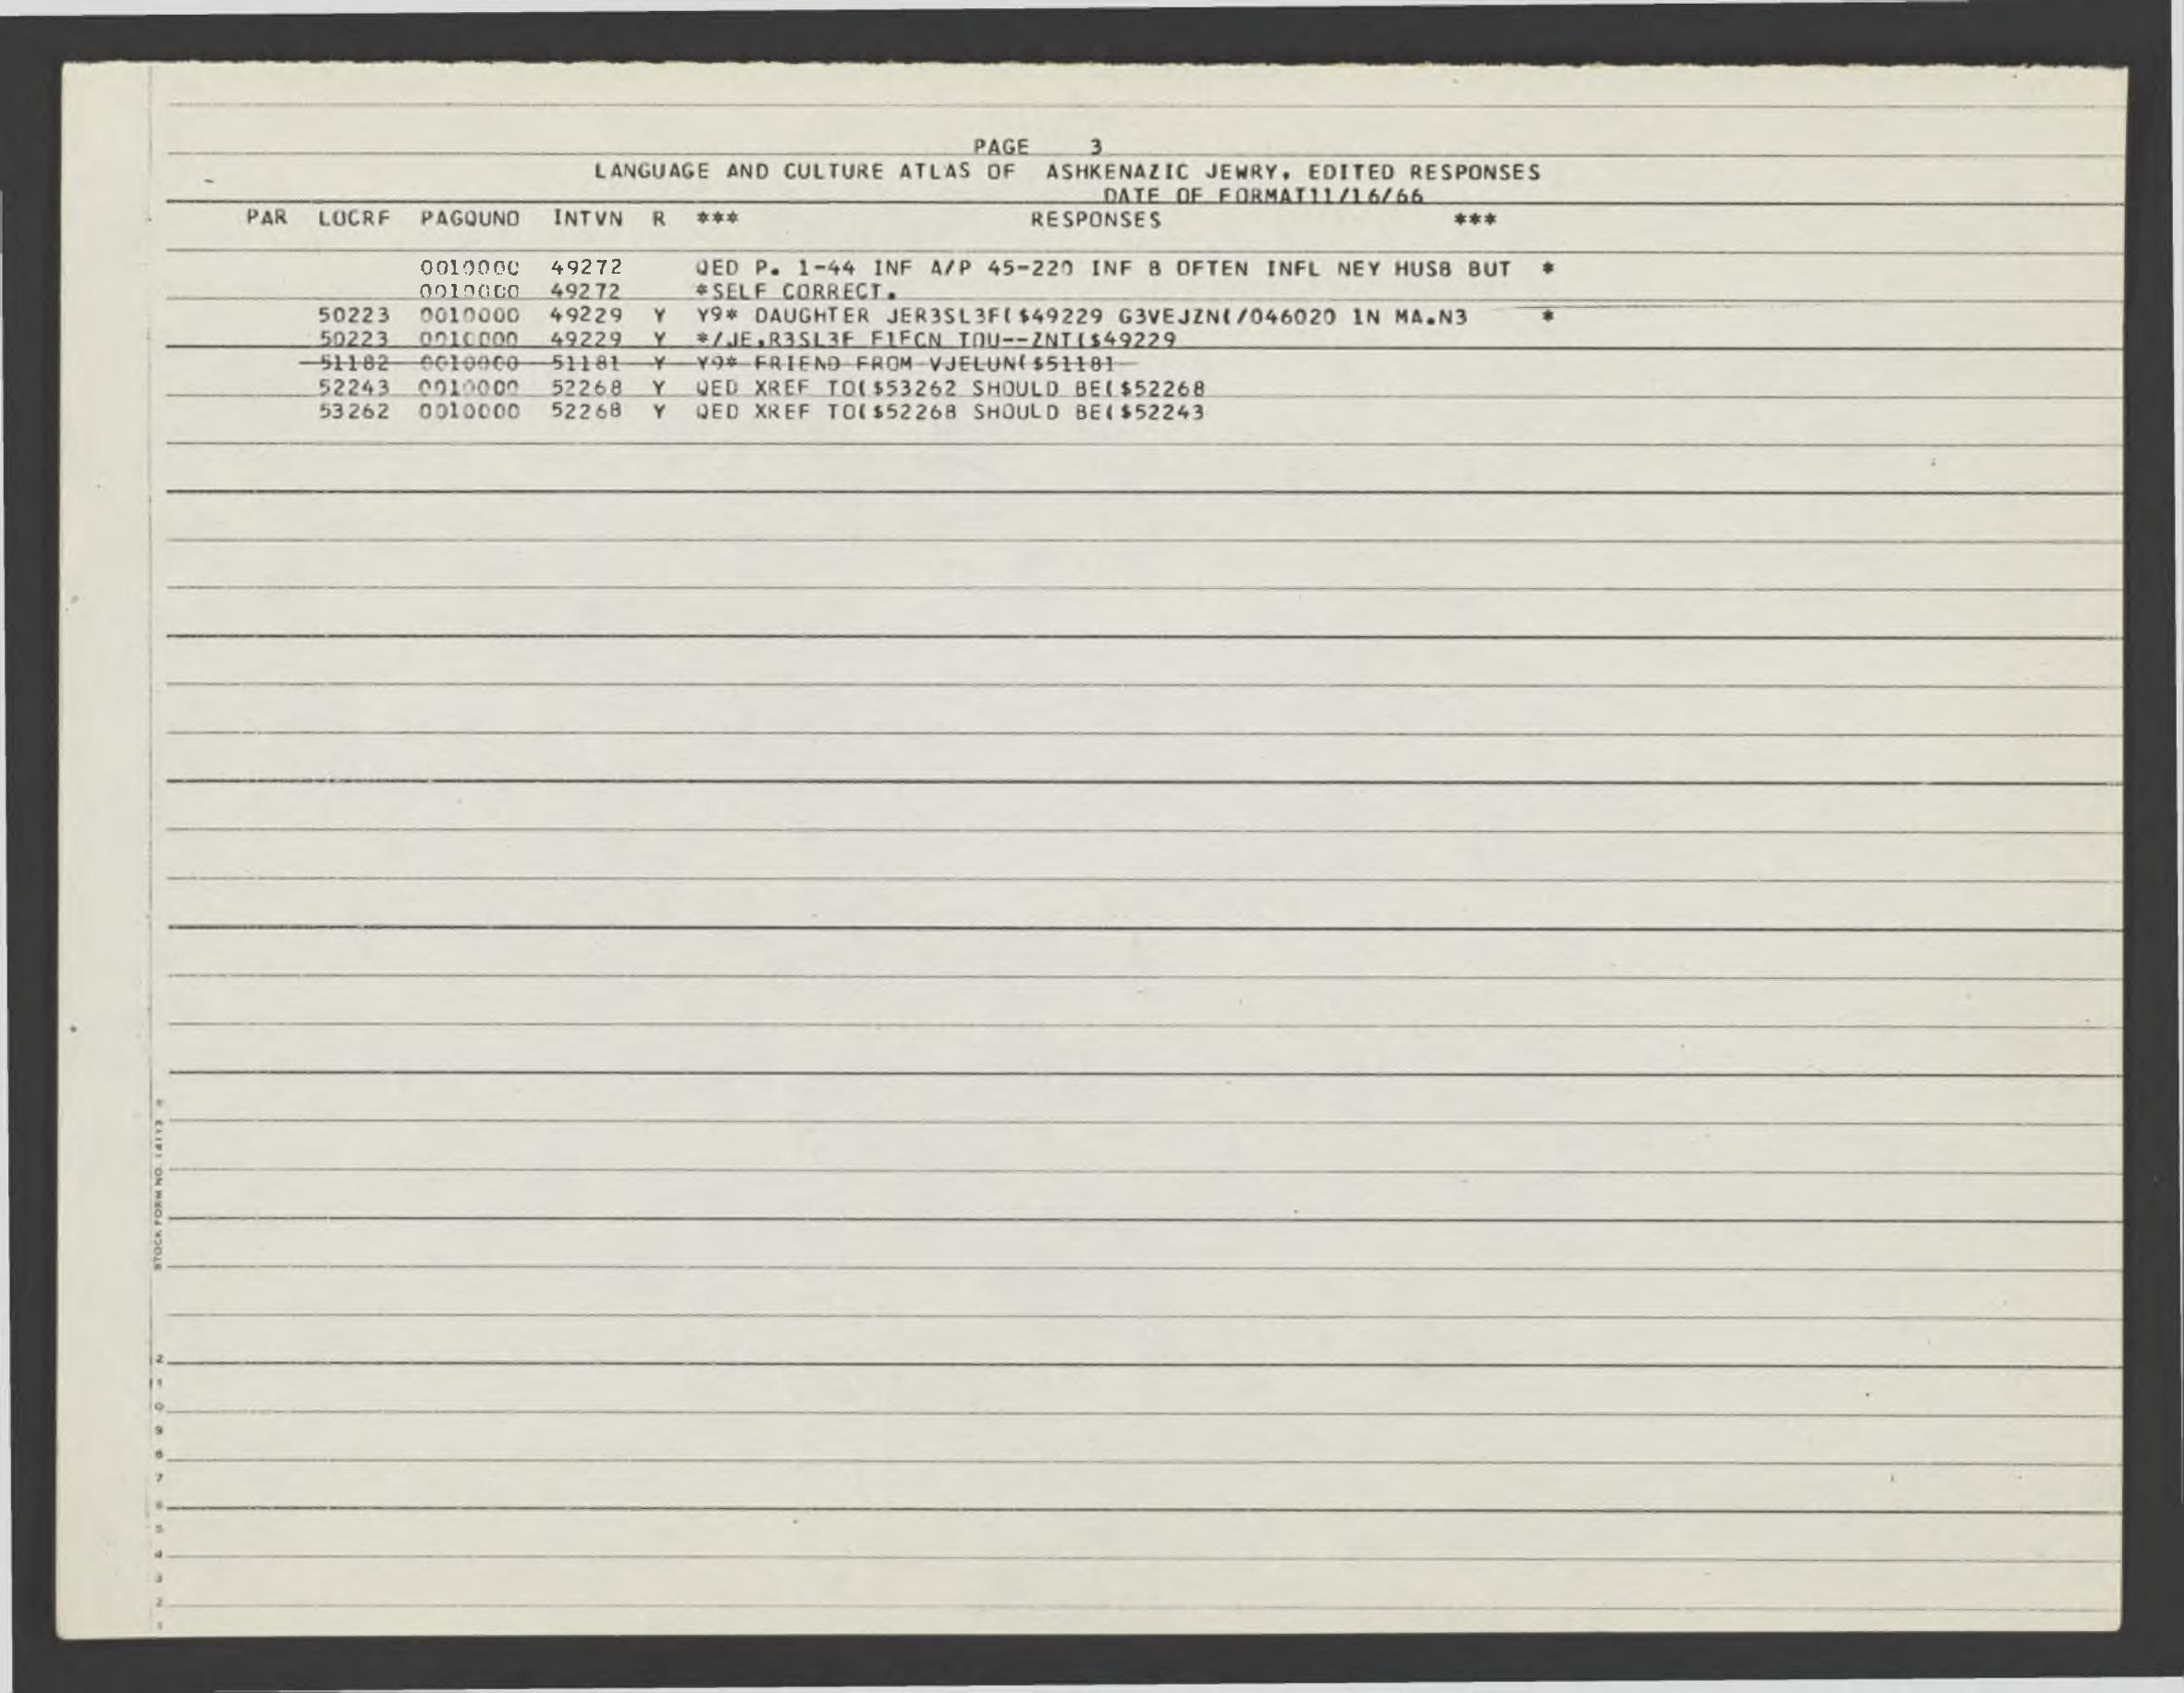 PAGE 3
LANGUAGE AND CULTURE ATLAS OF ASHKENAZIC JEWRY, EDITED RESPONSES
DATE OF FORMAT11/16/66
PAR LOCRF PAGQUNO INTVN R *** RESPONSES ***
0010000 49272 QED P. 1-44 INF A/P 45-220 INF B OFTEN INFL NEY HUSB BUT *
0010000 49272 *SELF CORRECT.
50223 0010000 49229 Y Y9* DAUGHTER JER3SL3F($49229 G3VEJZN(/046020 1N MA.N3 *
50223 0010000 49229 Y */JE,R3SL3F F1FCN TOU--ZNT($49229
51182 0010000 51181 Y Y9* FRIEND FROM VJELUN($51181
52243 0010000 52268 Y QED XREF TO($53262 SHOULD BE($52268
53262 0010000 52268 Y QED XREF TO($52268 SHOULD BE($52243
STOCK FORM NO. 14113
2
1
0
9
8
7
6
5
4
3
2
1